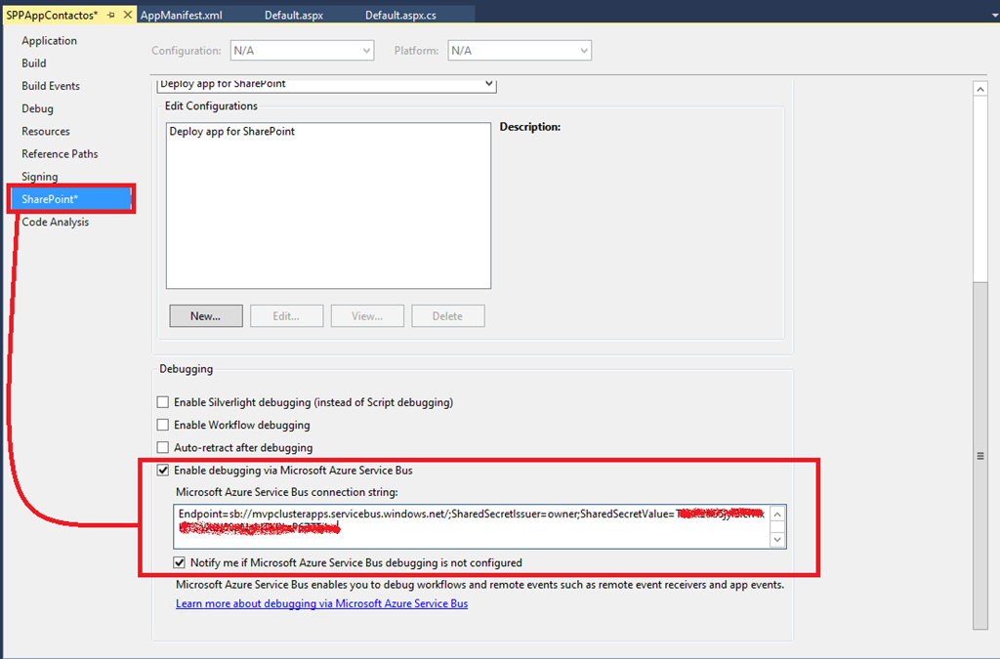 SPPAppContactos* AppManifest.xml Default.aspx Default.aspx.cs
Application
Build
Build Events
Debug
Resources
Reference Paths
Signing
SharePoint*
Code Analysis
Configuration: N/A Platform: N/A
Deploy app for SharePoint
Edit Configurations
Deploy app for SharePoint
Description:
New... Edit... View... Delete
Debugging
Enable Silverlight debugging (instead of Script debugging)
Enable Workflow debugging
Auto-retract after debugging
Enable debugging via Microsoft Azure Service Bus
Microsoft Azure Service Bus connection string:
Endpoint=sb://mvpclusterapps.servicebus.windows.net/;SharedSecretIssuer=owner;SharedSecretValue=
Notify me if Microsoft Azure Service Bus debugging is not configured
Microsoft Azure Service Bus enables you to debug workflows and remote events such as remote event receivers and app events.
Learn more about debugging via Microsoft Azure Service Bus